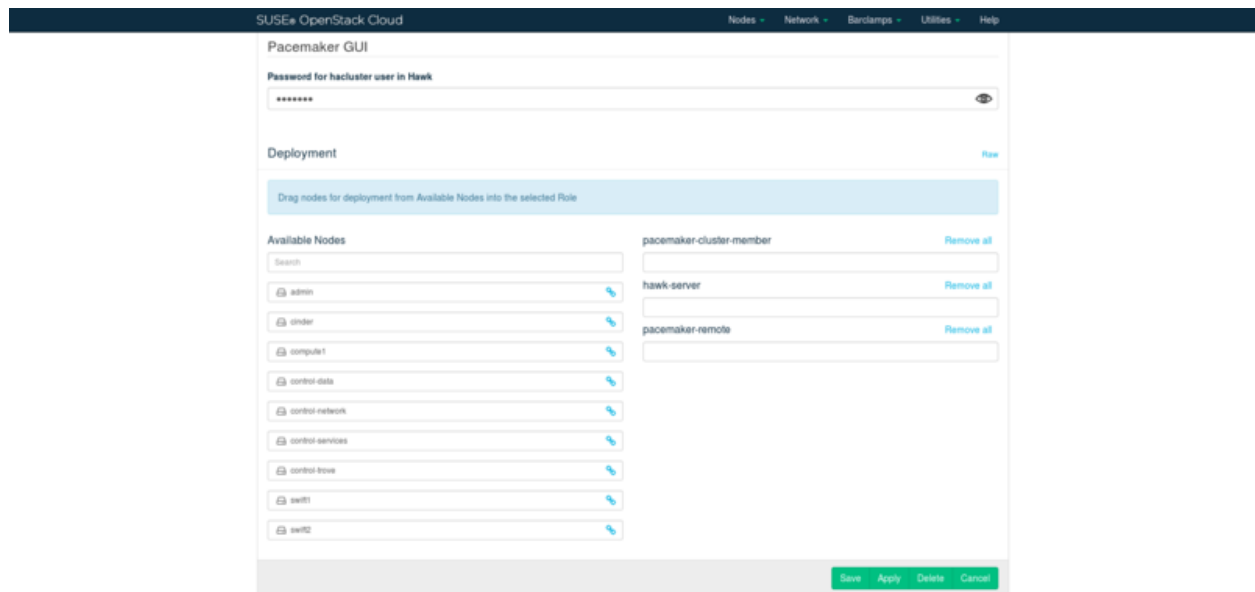 SUSE® OpenStack Cloud
Nodes Network Barclamps Utilities Help
Pacemaker GUI
Password for hacluster user in Hawk
•••••••
Deployment
Raw
Drag nodes for deployment from Available Nodes into the selected Role
Available Nodes
Search
admin
cinder
compute1
control-data
control-network
control-services
control-trove
swift1
swift2
pacemaker-cluster-member
Remove all
hawk-server
Remove all
pacemaker-remote
Remove all
Save Apply Delete Cancel